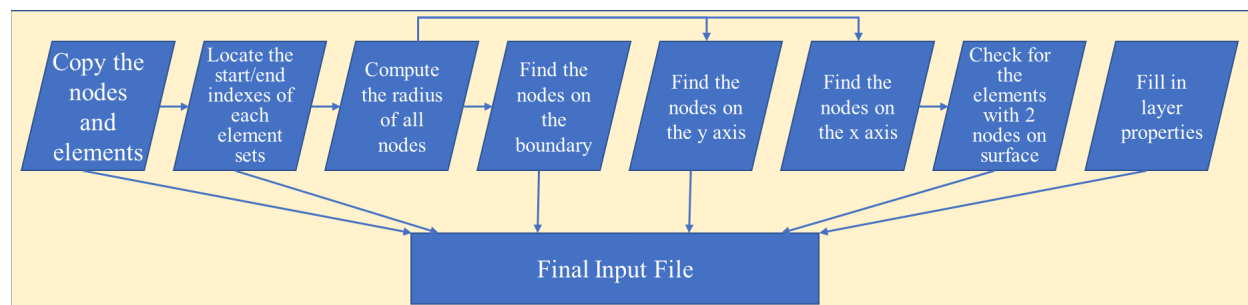 Copy the
nodes
and
elements
Locate the
start/end
indexes of
each
element
sets
Compute
the radius
of all
nodes
Find the
nodes on
the
boundary
Find the
nodes on
the y axis
Find the
nodes on
the x axis
Check for
the
elements
with 2
nodes on
surface
Fill in
layer
properties
Final Input File